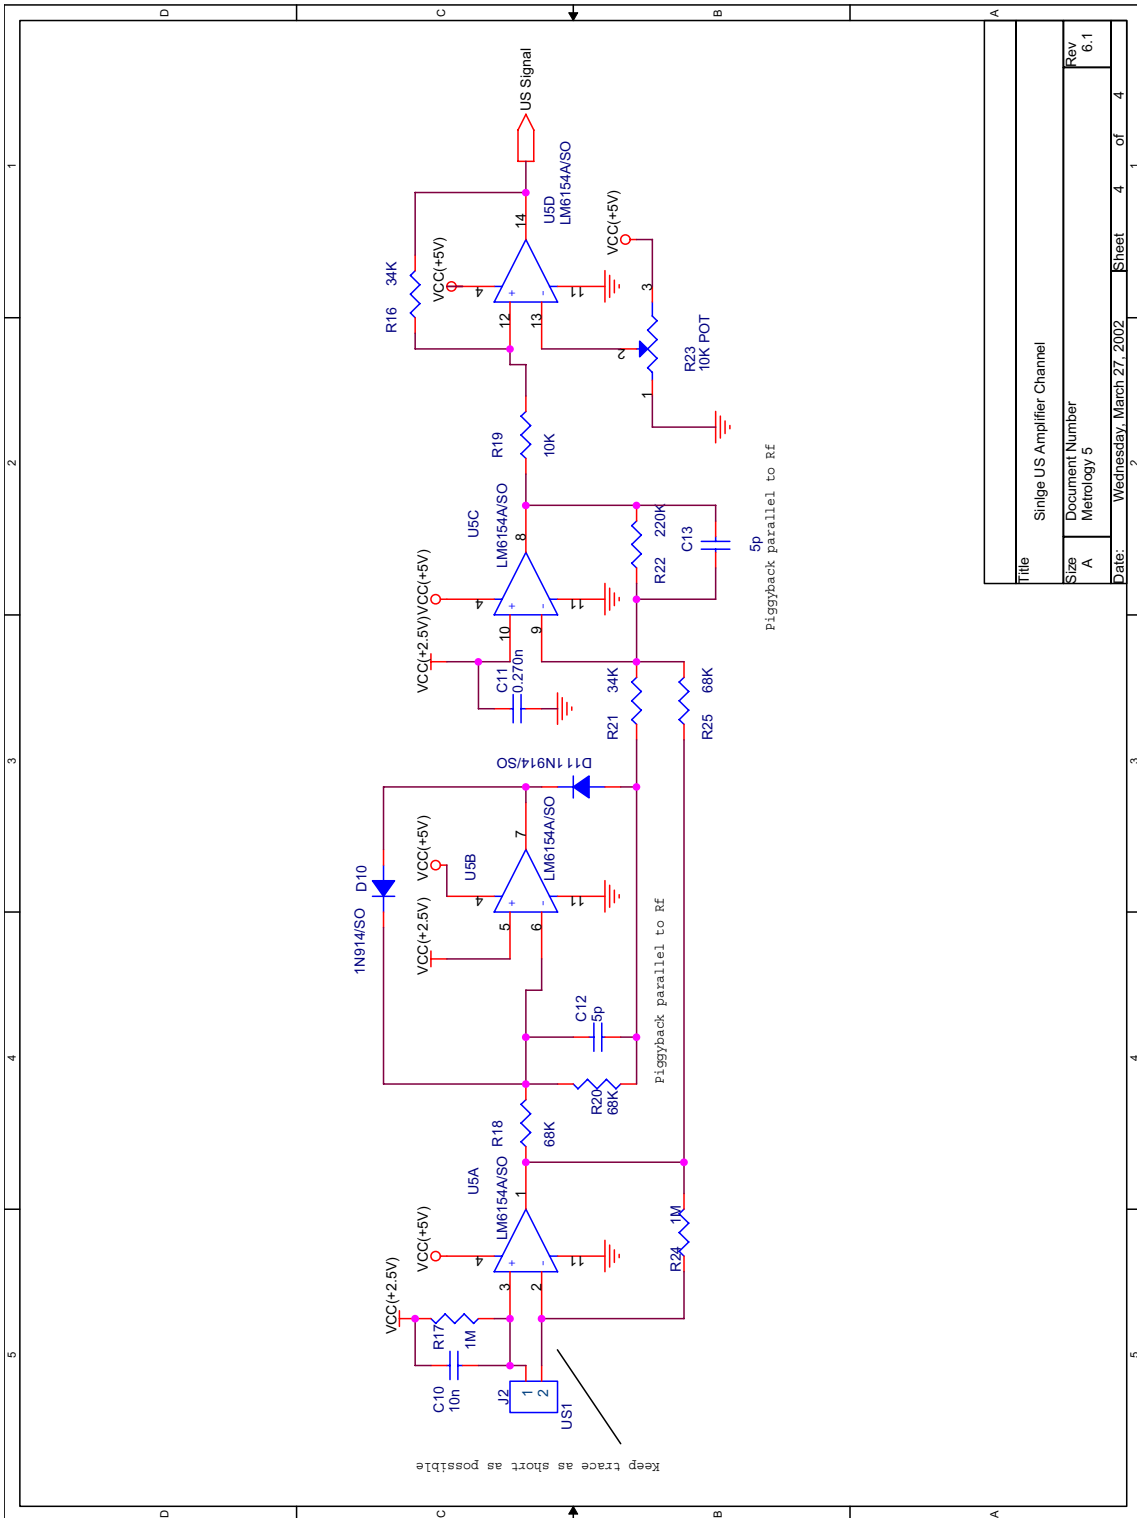 D
C
B
A
1
2
3
4
5
1
2
3
4
5
D
C
B
A
US Signal
R16
34K
VCC(+5V)
4
12
13
14
11
+
-
U5D
LM6154A/SO
VCC(+5V)
3
2
1
R23
10K POT
R19
10K
U5C
LM6154A/SO
VCC(+2.5V)
VCC(+5V)
4
10
9
8
11
+
-
C11
0.270n
R22
220K
C13
5p
Piggyback parallel to Rf
R21
34K
R25
68K
D11
1N914/SO
1N914/SO
D10
VCC(+5V)
VCC(+2.5V)
U5B
LM6154A/SO
4
5
6
7
11
+
-
C12
5p
Piggyback parallel to Rf
R20
68K
R18
68K
U5A
LM6154A/SO
VCC(+5V)
VCC(+2.5V)
4
3
2
1
11
+
-
R24
1M
R17
1M
C10
10n
J2
1
2
US1
Keep trace as short as possible
Title
Sinlge US Amplifier Channel
Size
A
Document Number
Metrology 5
Rev
6.1
Date:
Wednesday, March 27, 2002
Sheet
4
of
4